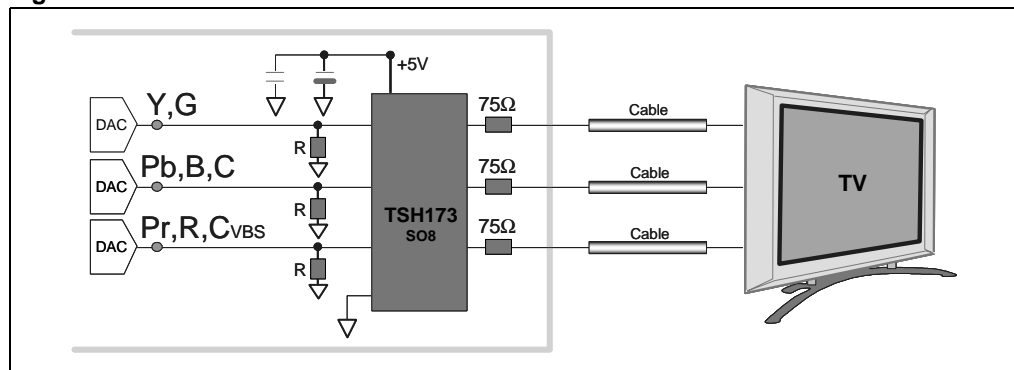 +5V
Y,G
DAC
R
75Ω
Cable
Pb,B,C
DAC
R
75Ω
Cable
TSH173
SO8
TV
Pr,R,CVBS
DAC
R
75Ω
Cable